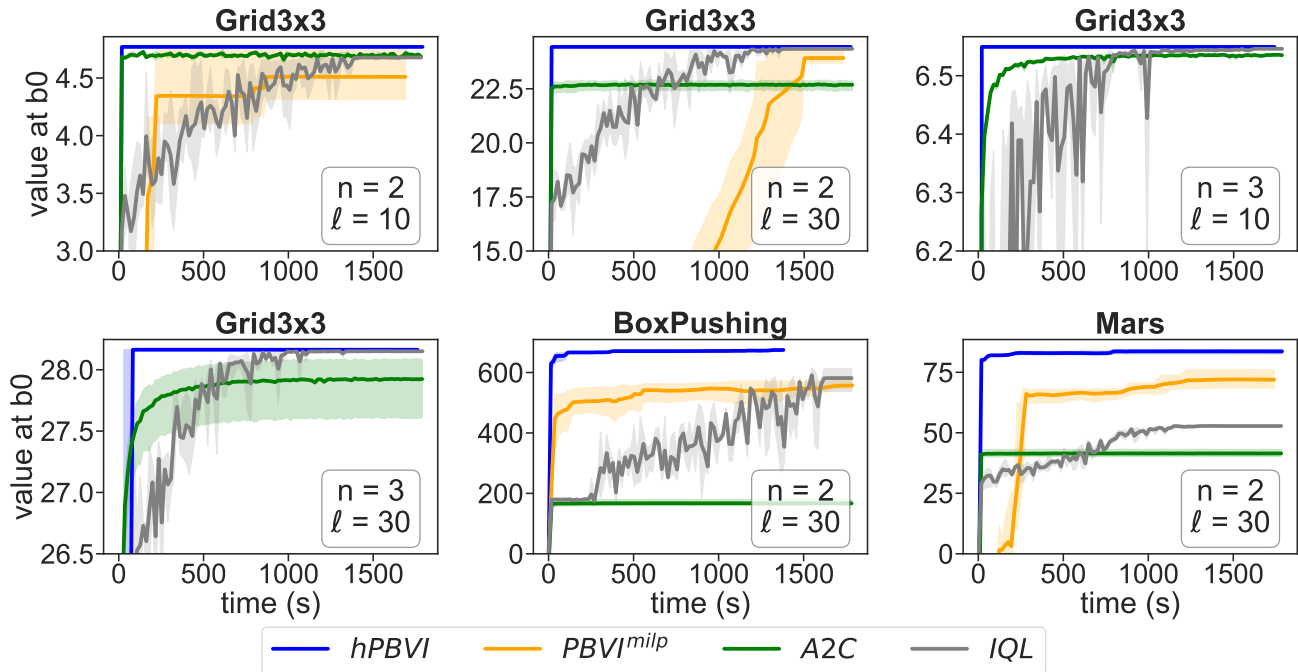 Grid3x3
Grid3x3
Grid3x3
value at b0
4.5
4.0
3.5
3.0
n = 2
ℓ = 10
0 500 1000 1500
22.5
20.0
17.5
15.0
n = 2
ℓ = 30
0 500 1000 1500
6.5
6.4
6.3
6.2
n = 3
ℓ = 10
0 500 1000 1500
Grid3x3
BoxPushing
Mars
value at b0
28.0
27.5
27.0
26.5
n = 3
ℓ = 30
0 500 1000 1500
time (s)
600
400
200
0
n = 2
ℓ = 30
0 500 1000 1500
time (s)
75
50
25
0
n = 2
ℓ = 30
0 500 1000 1500
time (s)
hPBVI PBVI^milp A2C IQL